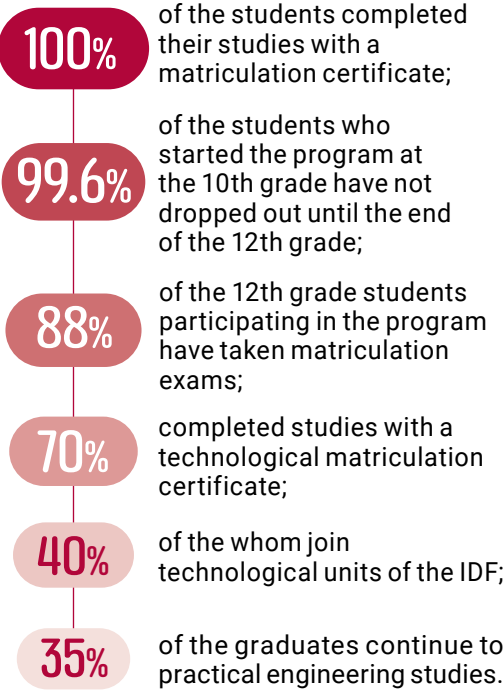 100%
of the students completed
their studies with a
matriculation certificate;
99.6%
of the students who
started the program at
the 10th grade have not
dropped out until the end
of the 12th grade;
88%
of the 12th grade students
participating in the program
have taken matriculation
exams;
70%
completed studies with a
technological matriculation
certificate;
40%
of the whom join
technological units of the IDF;
35%
of the graduates continue to
practical engineering studies.